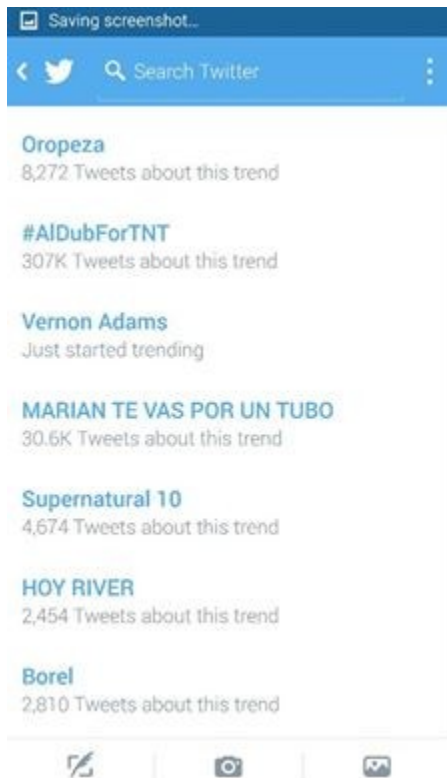 Saving screenshot...
Search Twitter
Oropeza
8,272 Tweets about this trend
#AlDubForTNT
307K Tweets about this trend
Vernon Adams
Just started trending
MARIAN TE VAS POR UN TUBO
30.6K Tweets about this trend
Supernatural 10
4,674 Tweets about this trend
HOY RIVER
2,454 Tweets about this trend
Borel
2,810 Tweets about this trend